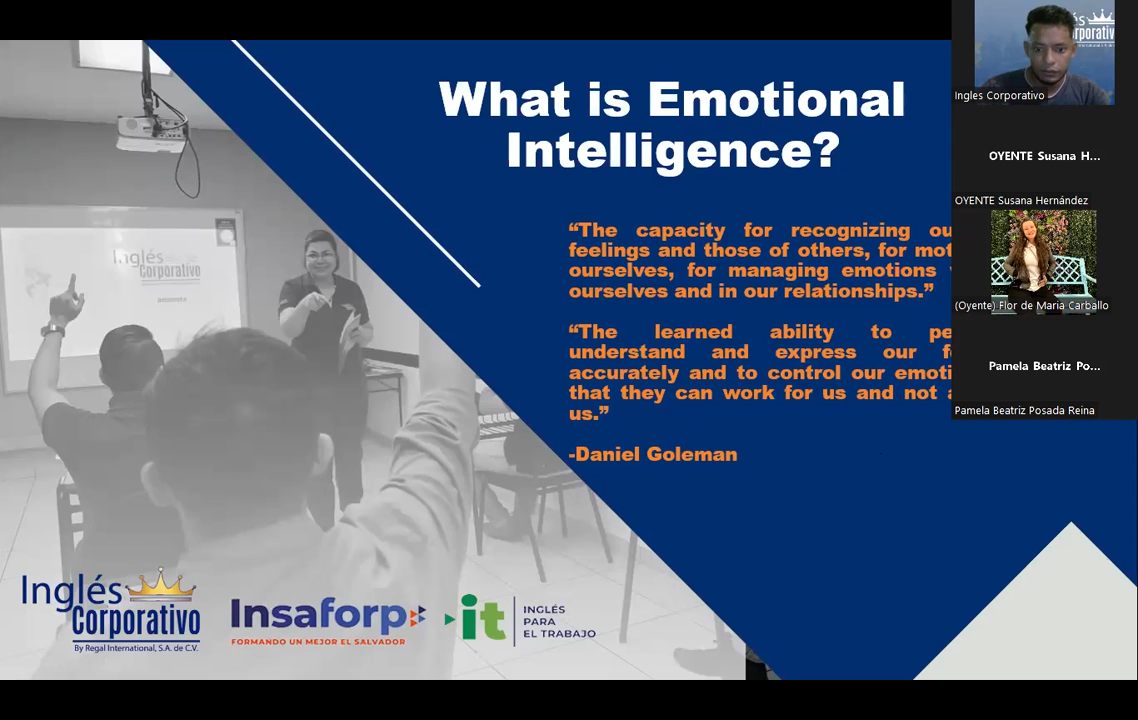 What is Emotional
Intelligence?
“The capacity for recognizing
feelings and those of others, for
ourselves, for managing emotions
ourselves and in our relationships.”
“The learned ability to
understand and express our
accurately and to control our
that they can work for us and not
us.”
-Daniel Goleman
Ingles Corporativo
OYENTE Susana H...
OYENTE Susana Hernández
(Oyente) Flor de Maria Carballo
Pamela Beatriz Po...
Pamela Beatriz Posada Reina
Inglés
Corporativo
Inglés
Corporativo
By Regal International, S.A. de C.V.
Insaforp
FORMANDO UN MEJOR EL SALVADOR
it
INGLÉS
PARA
EL TRABAJO